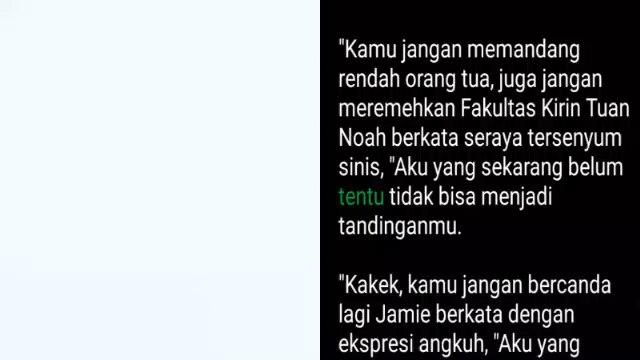 "Kamu jangan memandang
rendah orang tua, juga jangan
meremehkan Fakultas Kirin Tuan
Noah berkata seraya tersenyum
sinis, "Aku yang sekarang belum
tentu tidak bisa menjadi
tandinganmu.
"Kakek, kamu jangan bercanda
lagi Jamie berkata dengan
ekspresi angkuh, "Aku yang